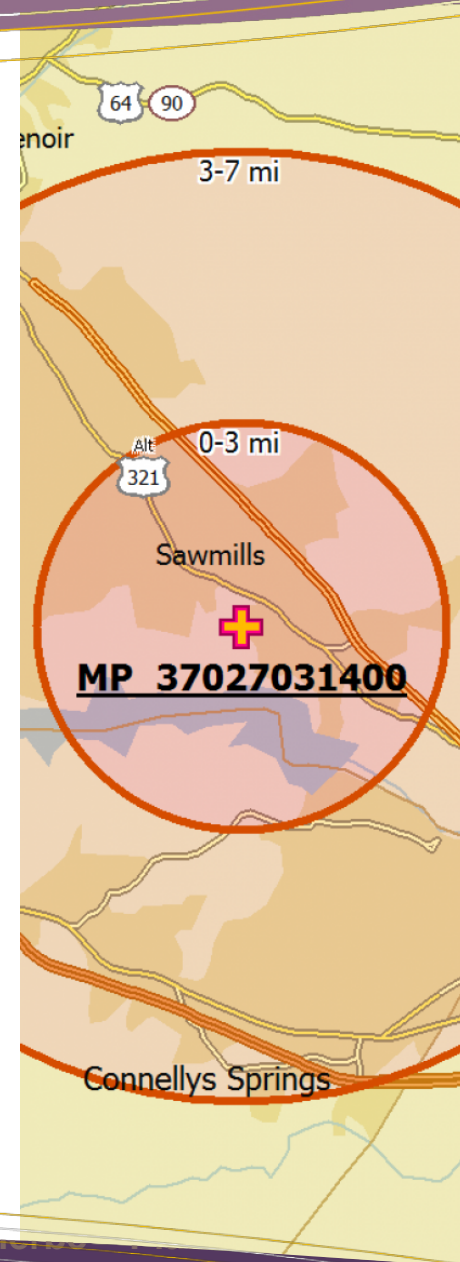 64 90
enoir
3-7 mi
Alt
0-3 mi
321
Sawmills
MP 37027031400
Connellys Springs